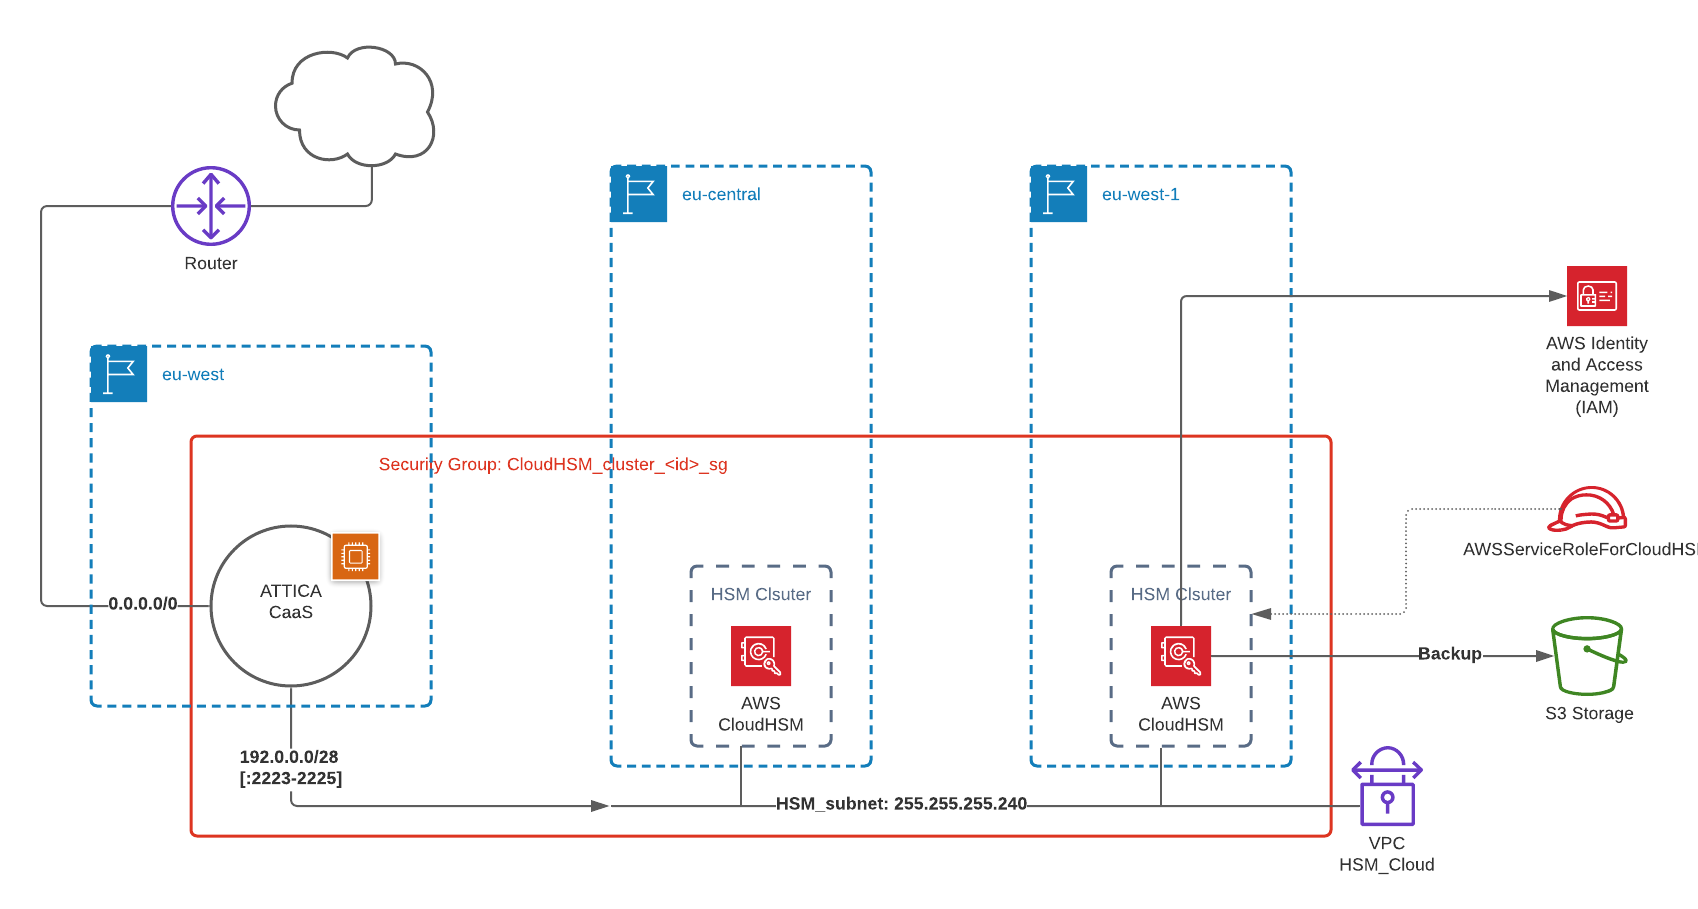 Router
eu-central
eu-west-1
eu-west
AWS Identity
and Access
Management
(IAM)
Security Group: CloudHSM_cluster_<id>_sg
AWSServiceRoleForCloudHS
ATTICA
CaaS
0.0.0.0/0
HSM Clsuter
AWS
CloudHSM
HSM Clsuter
AWS
CloudHSM
Backup
S3 Storage
192.0.0.0/28
[:2223-2225]
HSM_subnet: 255.255.255.240
VPC
HSM_Cloud